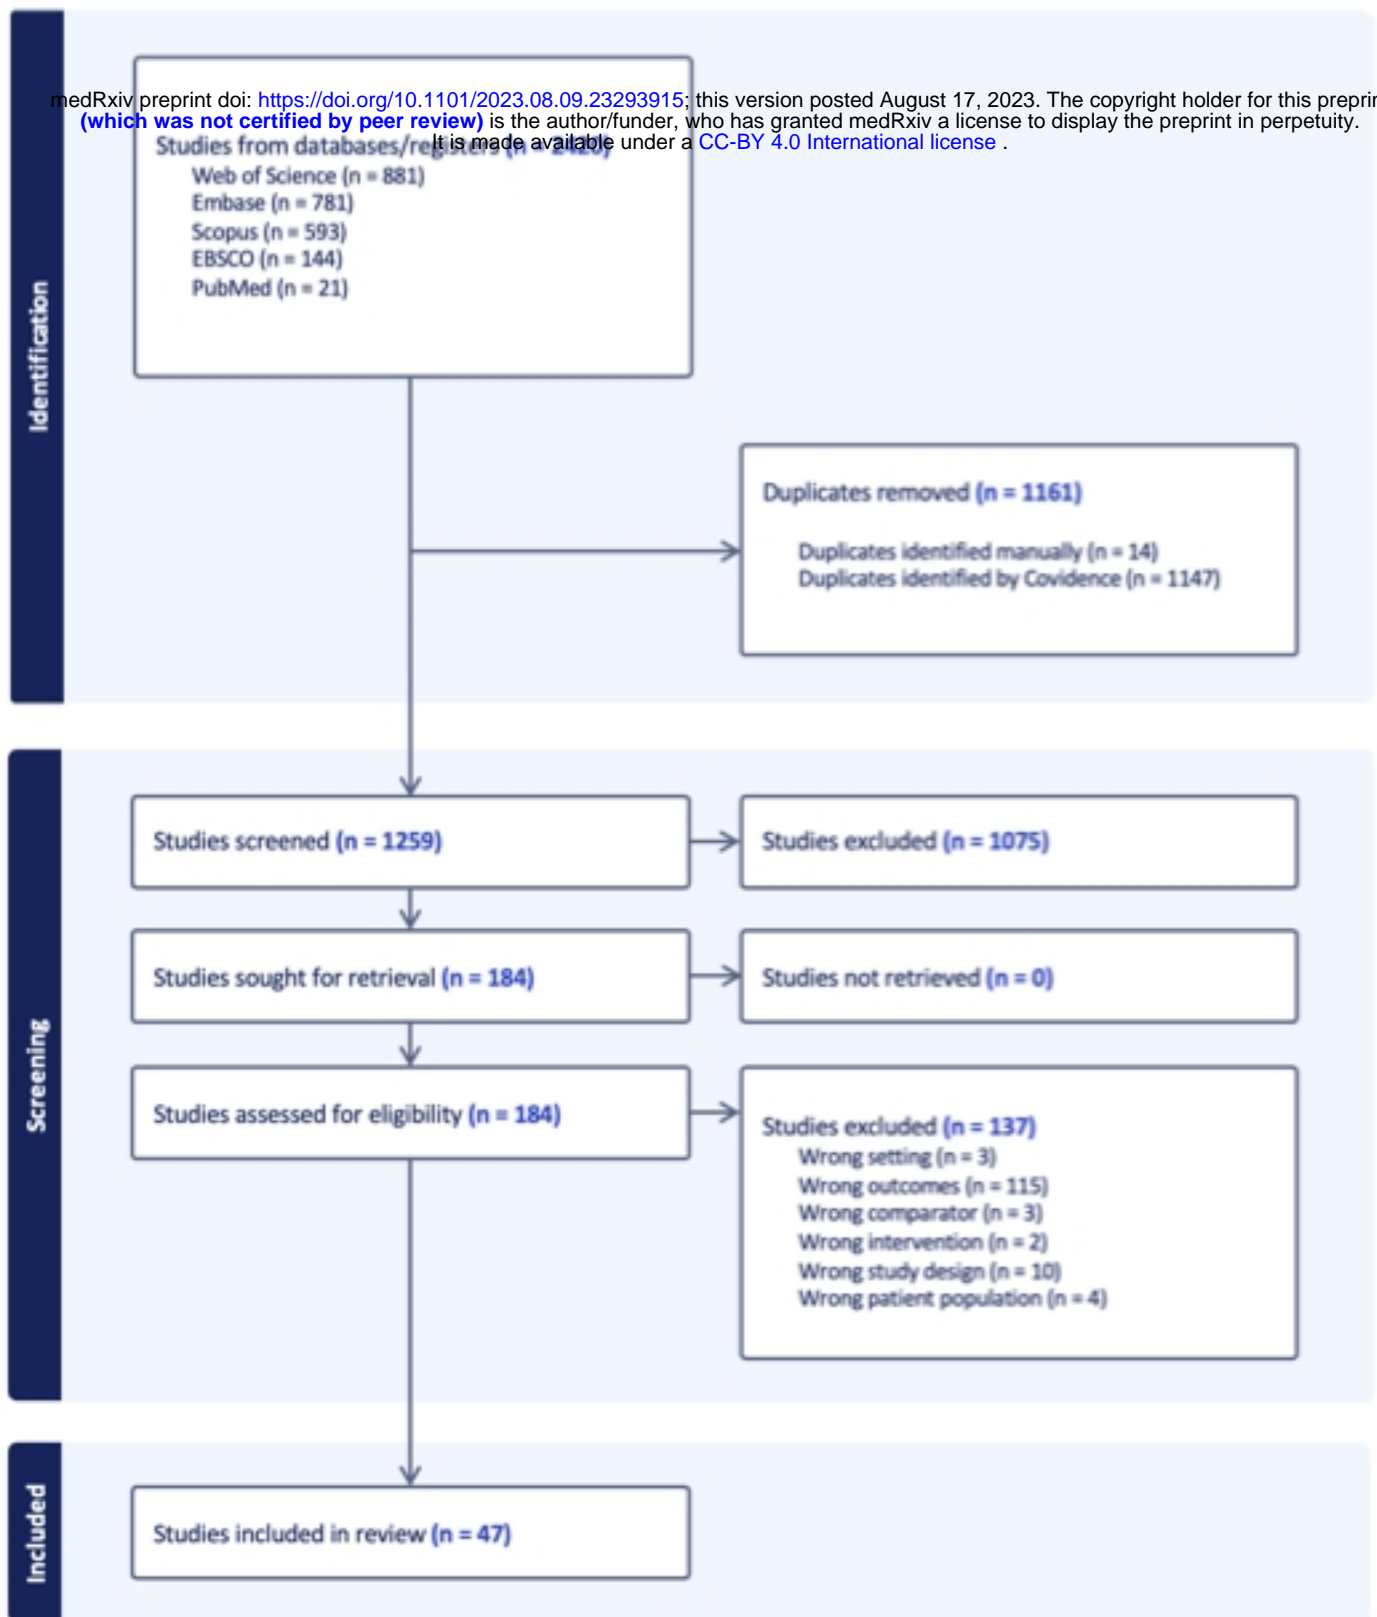 medRxiv preprint doi: https://doi.org/10.1101/2023.08.09.23293915; this version posted August 17, 2023. The copyright holder for this
(which was not certified by peer review) is the author/funder, who has granted medRxiv a license to display the preprint in perpetuity.
It is made available under a CC-BY 4.0 International license .
Identification
Studies from databases/registers (n = 2420)
Web of Science (n = 881)
Embase (n = 781)
Scopus (n = 593)
EBSCO (n = 144)
PubMed (n = 21)
Duplicates removed (n = 1161)
Duplicates identified manually (n = 14)
Duplicates identified by Covidence (n = 1147)
Screening
Studies screened (n = 1259)
Studies excluded (n = 1075)
Studies sought for retrieval (n = 184)
Studies not retrieved (n = 0)
Studies assessed for eligibility (n = 184)
Studies excluded (n = 137)
Wrong setting (n = 3)
Wrong outcomes (n = 115)
Wrong comparator (n = 3)
Wrong intervention (n = 2)
Wrong study design (n = 10)
Wrong patient population (n = 4)
Included
Studies included in review (n = 47)